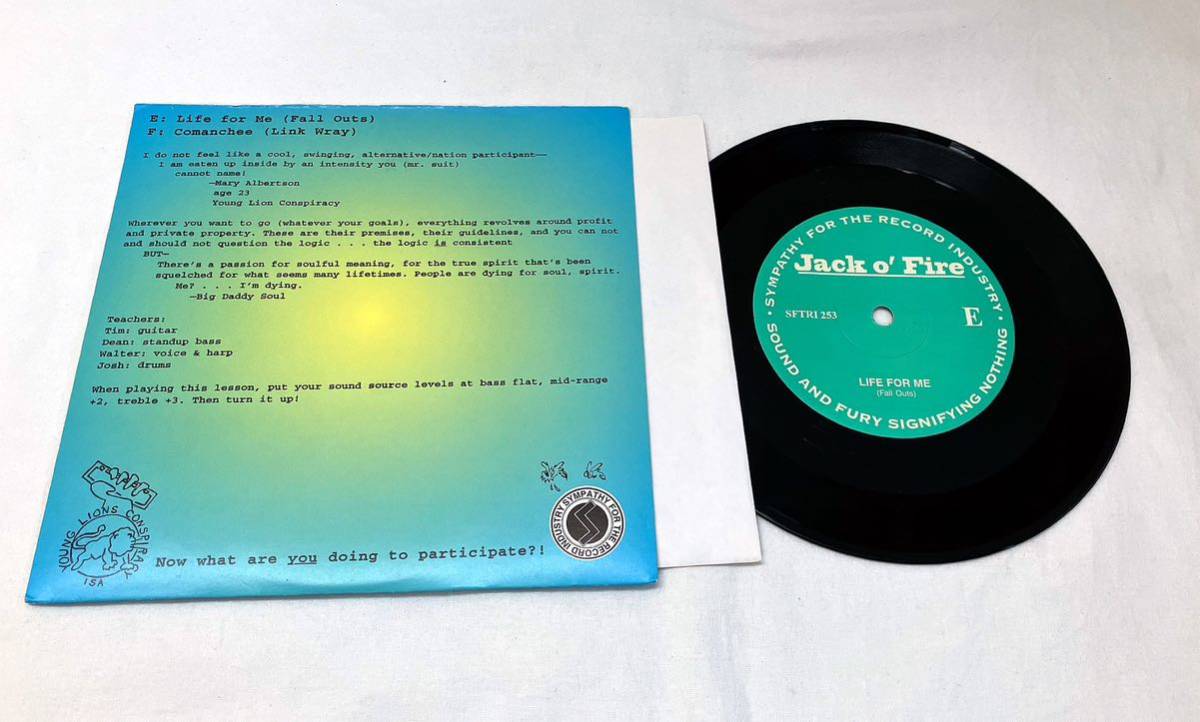 E: Life for Me (Fall Outs)
F: Comanchee (Link Wray)
I do not feel like a cool, swinging, alternative/nation participant—
I am eaten up inside by an intensity you (mr. suit)
cannot name!
—Mary Albertson
age 23
Young Lion Conspiracy
Wherever you want to go (whatever your goals), everything revolves around profit
and private property. These are their premises, their guidelines, and you can not
and should not question the logic . . . the logic is consistent
BUT—
There's a passion for soulful meaning, for the true spirit that's been
squelched for what seems many lifetimes. People are dying for soul, spirit.
Me? . . . I'm dying.
—Big Daddy Soul
Teachers:
Tim: guitar
Dean: standup bass
Walter: voice & harp
Josh: drums
When playing this lesson, put your sound source levels at bass flat, mid-range
+2, treble +3. Then turn it up!
YOUNG LIONS CONSPIRACY
ISA
Now what are you doing to participate?!
SYMPATHY FOR THE RECORD INDUSTRY
SYMPATHY FOR THE RECORD INDUSTRY •
Jack o' Fire
SFTRI 253
E
LIFE FOR ME
(Fall Outs)
SOUND AND FURY SIGNIFYING NOTHING •